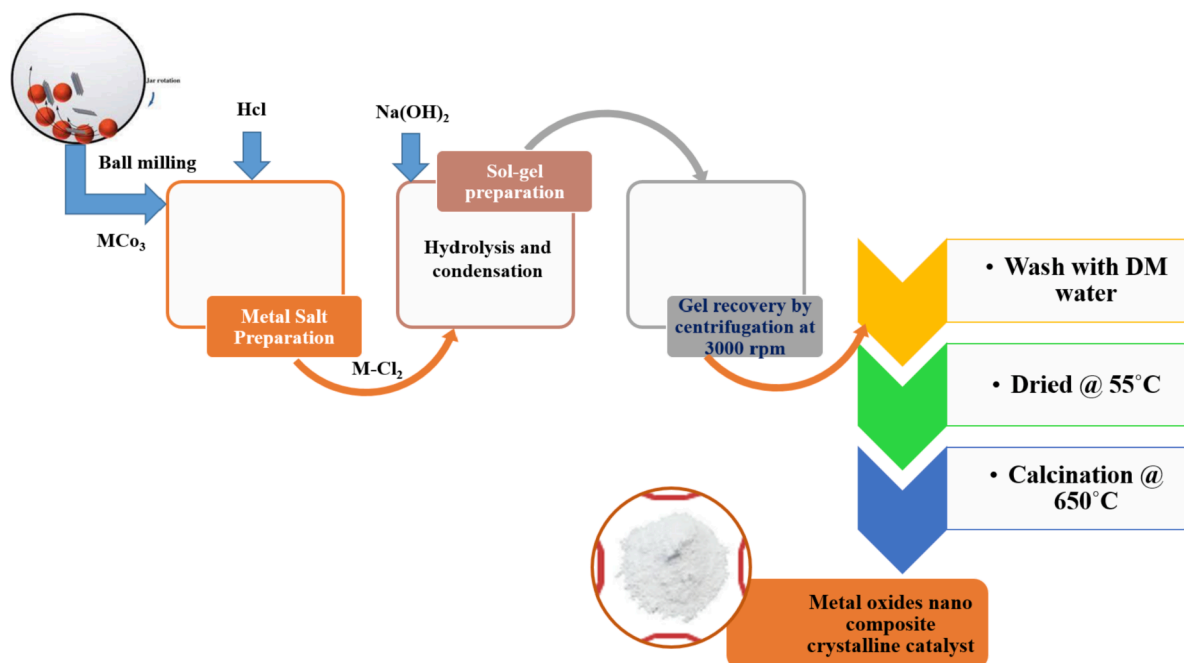 Jar rotation
Ball milling
MCo₃
Hcl
Metal Salt
Preparation
M-Cl₂
Na(OH)₂
Sol-gel
preparation
Hydrolysis and
condensation
Gel recovery by
centrifugation at
3000 rpm
• Wash with DM
water
• Dried @ 55°C
• Calcination @
650°C
Metal oxides nano
composite
crystalline catalyst